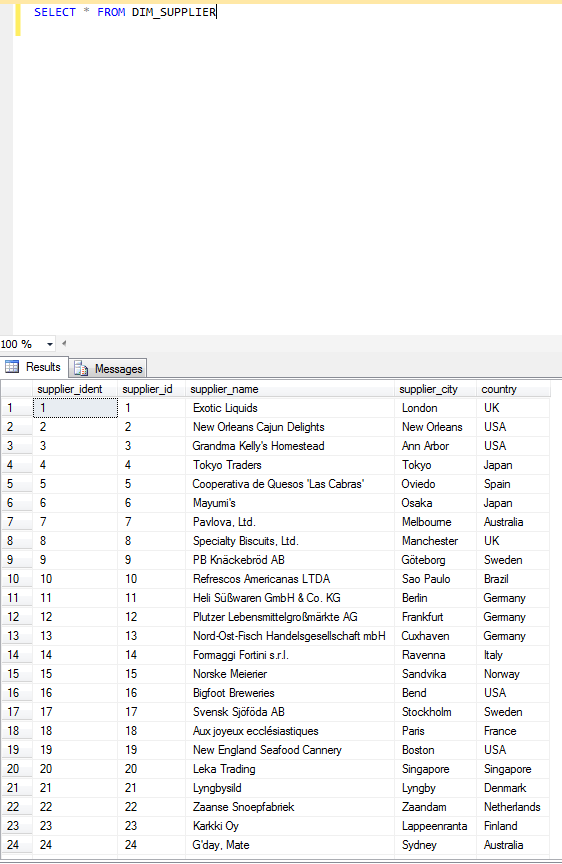 SELECT * FROM DIM_SUPPLIER
100 %
Results Messages
supplier_ident supplier_id supplier_name supplier_city country
1 1 1 Exotic Liquids London UK
2 2 2 New Orleans Cajun Delights New Orleans USA
3 3 3 Grandma Kelly's Homestead Ann Arbor USA
4 4 4 Tokyo Traders Tokyo Japan
5 5 5 Cooperativa de Quesos 'Las Cabras' Oviedo Spain
6 6 6 Mayumi's Osaka Japan
7 7 7 Pavlova, Ltd. Melbourne Australia
8 8 8 Specialty Biscuits, Ltd. Manchester UK
9 9 9 PB Knäckebröd AB Göteborg Sweden
10 10 10 Refrescos Americanas LTDA Sao Paulo Brazil
11 11 11 Heli Süßwaren GmbH & Co. KG Berlin Germany
12 12 12 Plutzer Lebensmittelgroßmärkte AG Frankfurt Germany
13 13 13 Nord-Ost-Fisch Handelsgesellschaft mbH Cuxhaven Germany
14 14 14 Formaggi Fortini s.r.l. Ravenna Italy
15 15 15 Norske Meierier Sandvika Norway
16 16 16 Bigfoot Breweries Bend USA
17 17 17 Svensk Sjöföda AB Stockholm Sweden
18 18 18 Aux joyeux ecclésiastiques Paris France
19 19 19 New England Seafood Cannery Boston USA
20 20 20 Leka Trading Singapore Singapore
21 21 21 Lyngbysild Lyngby Denmark
22 22 22 Zaanse Snoepfabriek Zaandam Netherlands
23 23 23 Karkki Oy Lappeenranta Finland
24 24 24 G'day, Mate Sydney Australia